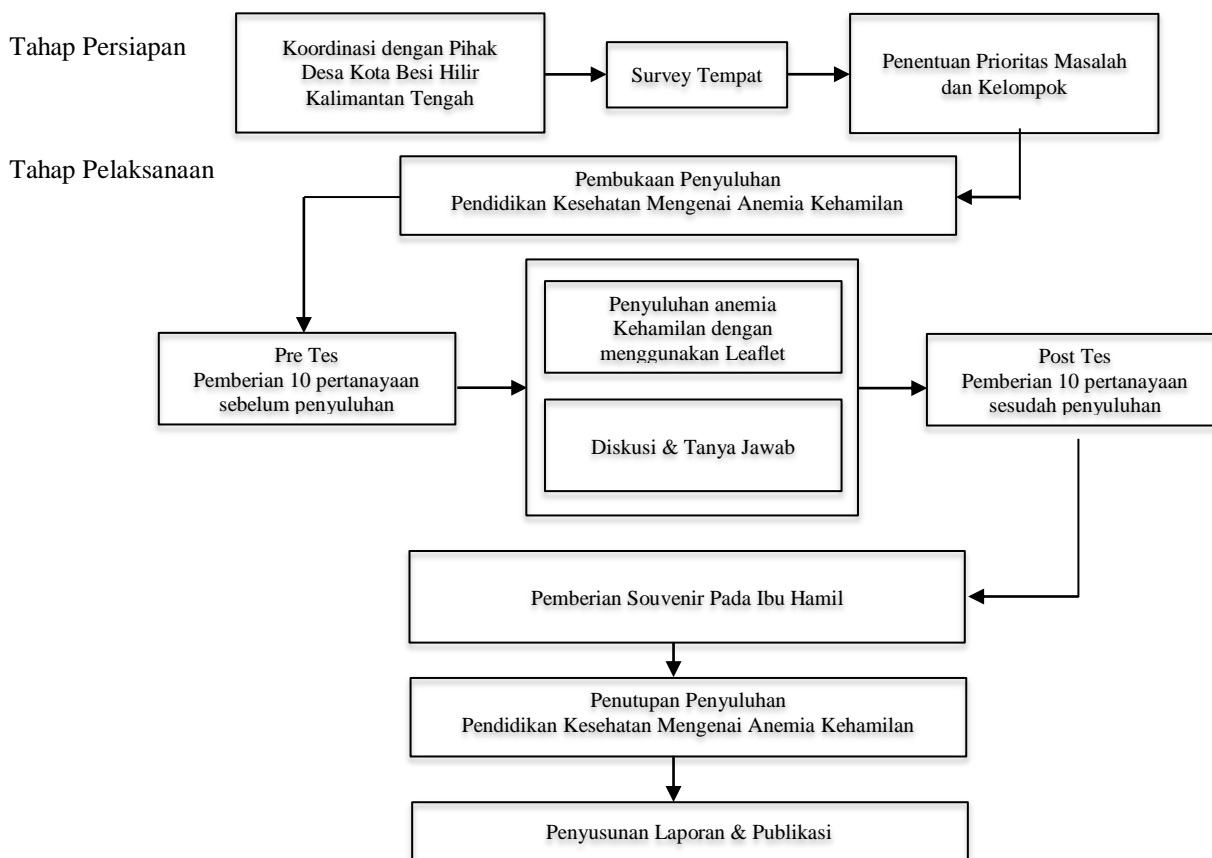 Tahap Persiapan
Koordinasi dengan Pihak
Desa Kota Besi Hilir
Kalimantan Tengah
Survey Tempat
Penentuan Prioritas Masalah
dan Kelompok
Tahap Pelaksanaan
Pembukaan Penyuluhan
Pendidikan Kesehatan Mengenai Anemia Kehamilan
Pre Tes
Pemberian 10 pertanayaan
sebelum penyuluhan
Penyuluhan anemia
Kehamilan dengan
menggunakan Leaflet
Diskusi & Tanya Jawab
Post Tes
Pemberian 10 pertanayaan
sesudah penyuluhan
Pemberian Souvenir Pada Ibu Hamil
Penutupan Penyuluhan
Pendidikan Kesehatan Mengenai Anemia Kehamilan
Penyusunan Laporan & Publikasi